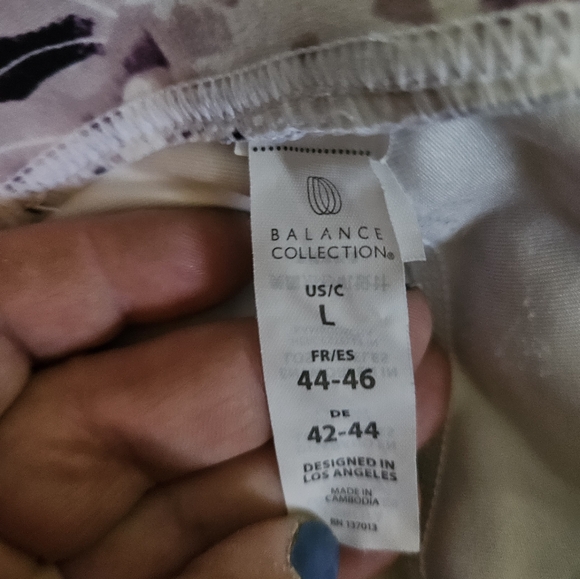 BALANCE
COLLECTION®
US/C
L
FR/ES
44-46
DE
42-44
DESIGNED IN
LOS ANGELES
MADE IN
CAMBODIA
RN 137013